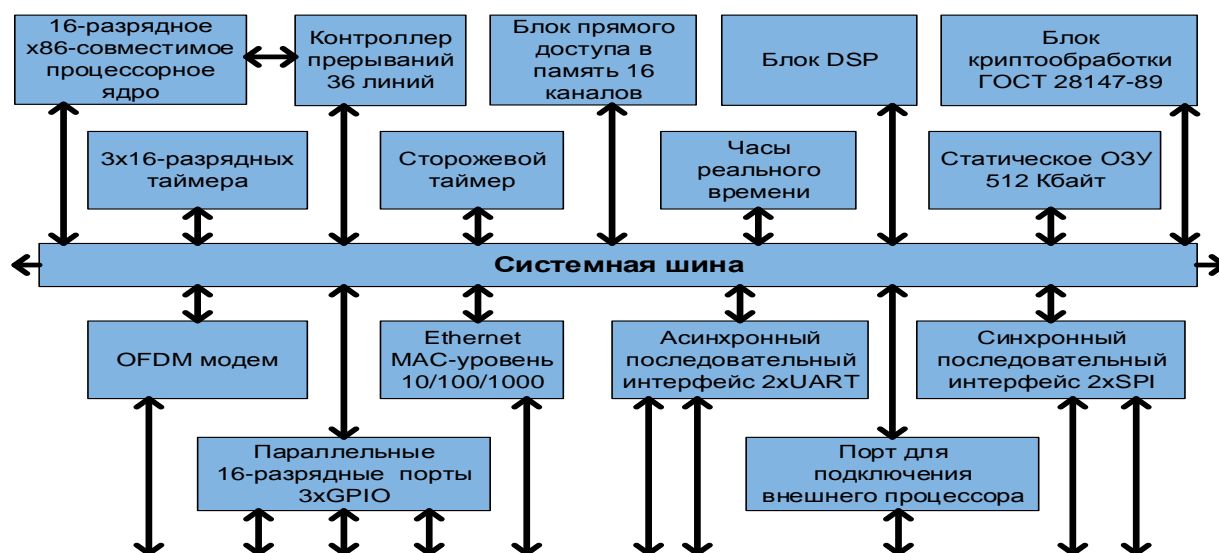 16-разрядное
x86-совместимое
процессорное
ядро
Контроллер
прерываний
36 линий
Блок прямого
доступа в
память 16
каналов
Блок DSP
Блок
криптообработки
ГОСТ 28147-89
3x16-разрядных
таймера
Сторожевой
таймер
Часы
реального
времени
Статическое ОЗУ
512 Кбайт
Системная шина
OFDM модем
Ethernet
MAC-уровень
10/100/1000
Асинхронный
последовательный
интерфейс 2xUART
Синхронный
последовательный
интерфейс 2xSPI
Параллельные
16-разрядные порты
3xGPIO
Порт для
подключения
внешнего процессора